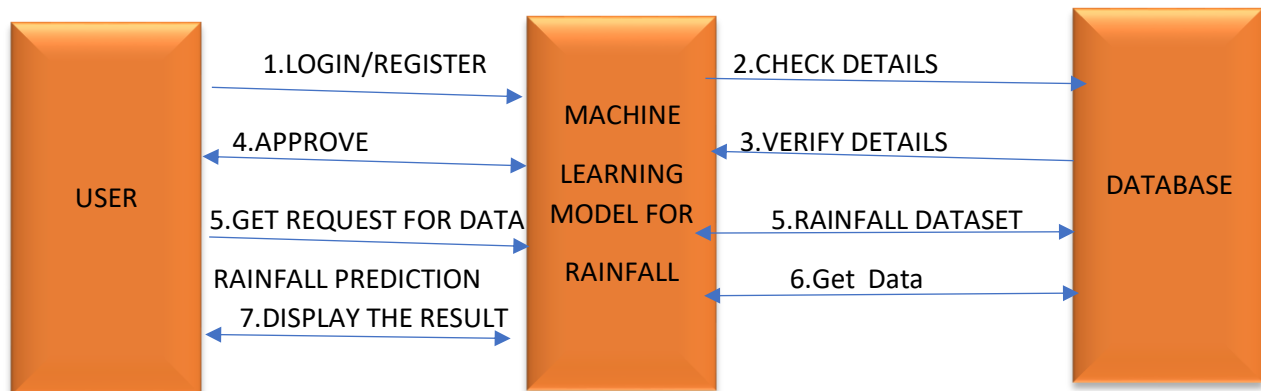 USER
1.LOGIN/REGISTER
4.APPROVE
5.GET REQUEST FOR DATA
RAINFALL PREDICTION
7.DISPLAY THE RESULT
MACHINE
LEARNING
MODEL FOR
RAINFALL
2.CHECK DETAILS
3.VERIFY DETAILS
5.RAINFALL DATASET
6.Get  Data
DATABASE